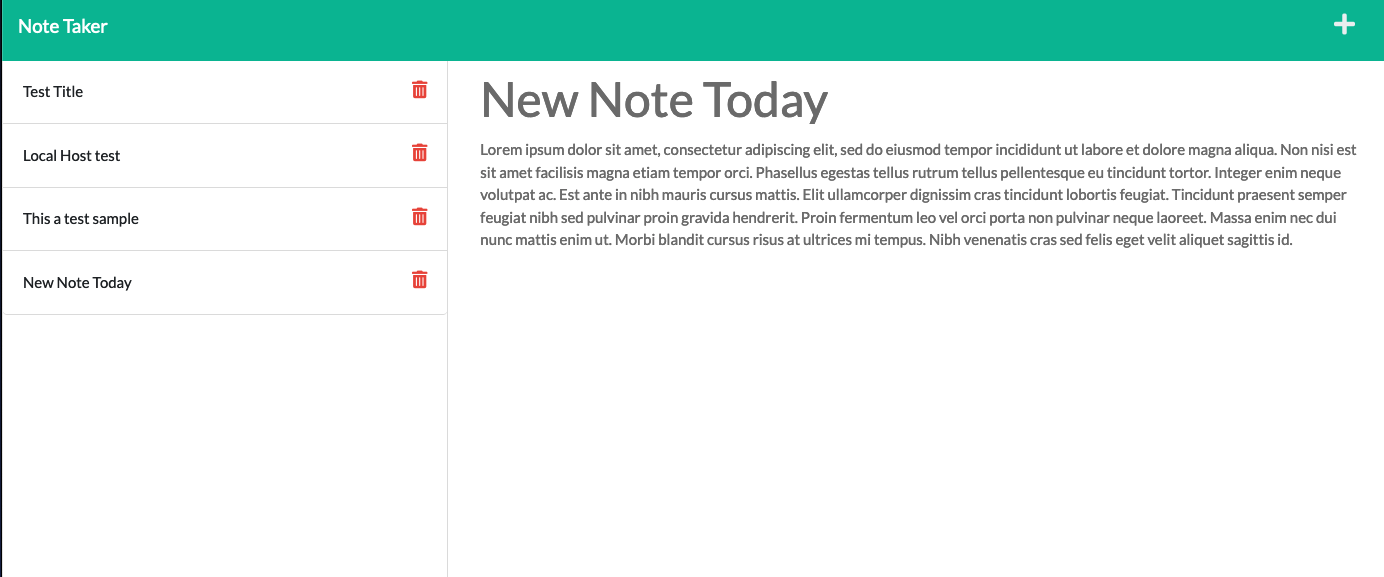 Note Taker
Test Title
Local Host test
This a test sample
New Note Today
New Note Today
Lorem ipsum dolor sit amet, consectetur adipiscing elit, sed do eiusmod tempor incididunt ut labore et dolore magna aliqua. Non nisi est
sit amet facilisis magna etiam tempor orci. Phasellus egestas tellus rutrum tellus pellentesque eu tincidunt tortor. Integer enim neque
volutpat ac. Est ante in nibh mauris cursus mattis. Elit ullamcorper dignissim cras tincidunt lobortis feugiat. Tincidunt praesent semper
feugiat nibh sed pulvinar proin gravida hendrerit. Proin fermentum leo vel orci porta non pulvinar neque laoreet. Massa enim nec dui
nunc mattis enim ut. Morbi blandit cursus risus at ultrices mi tempus. Nibh venenatis cras sed felis eget velit aliquet sagittis id.